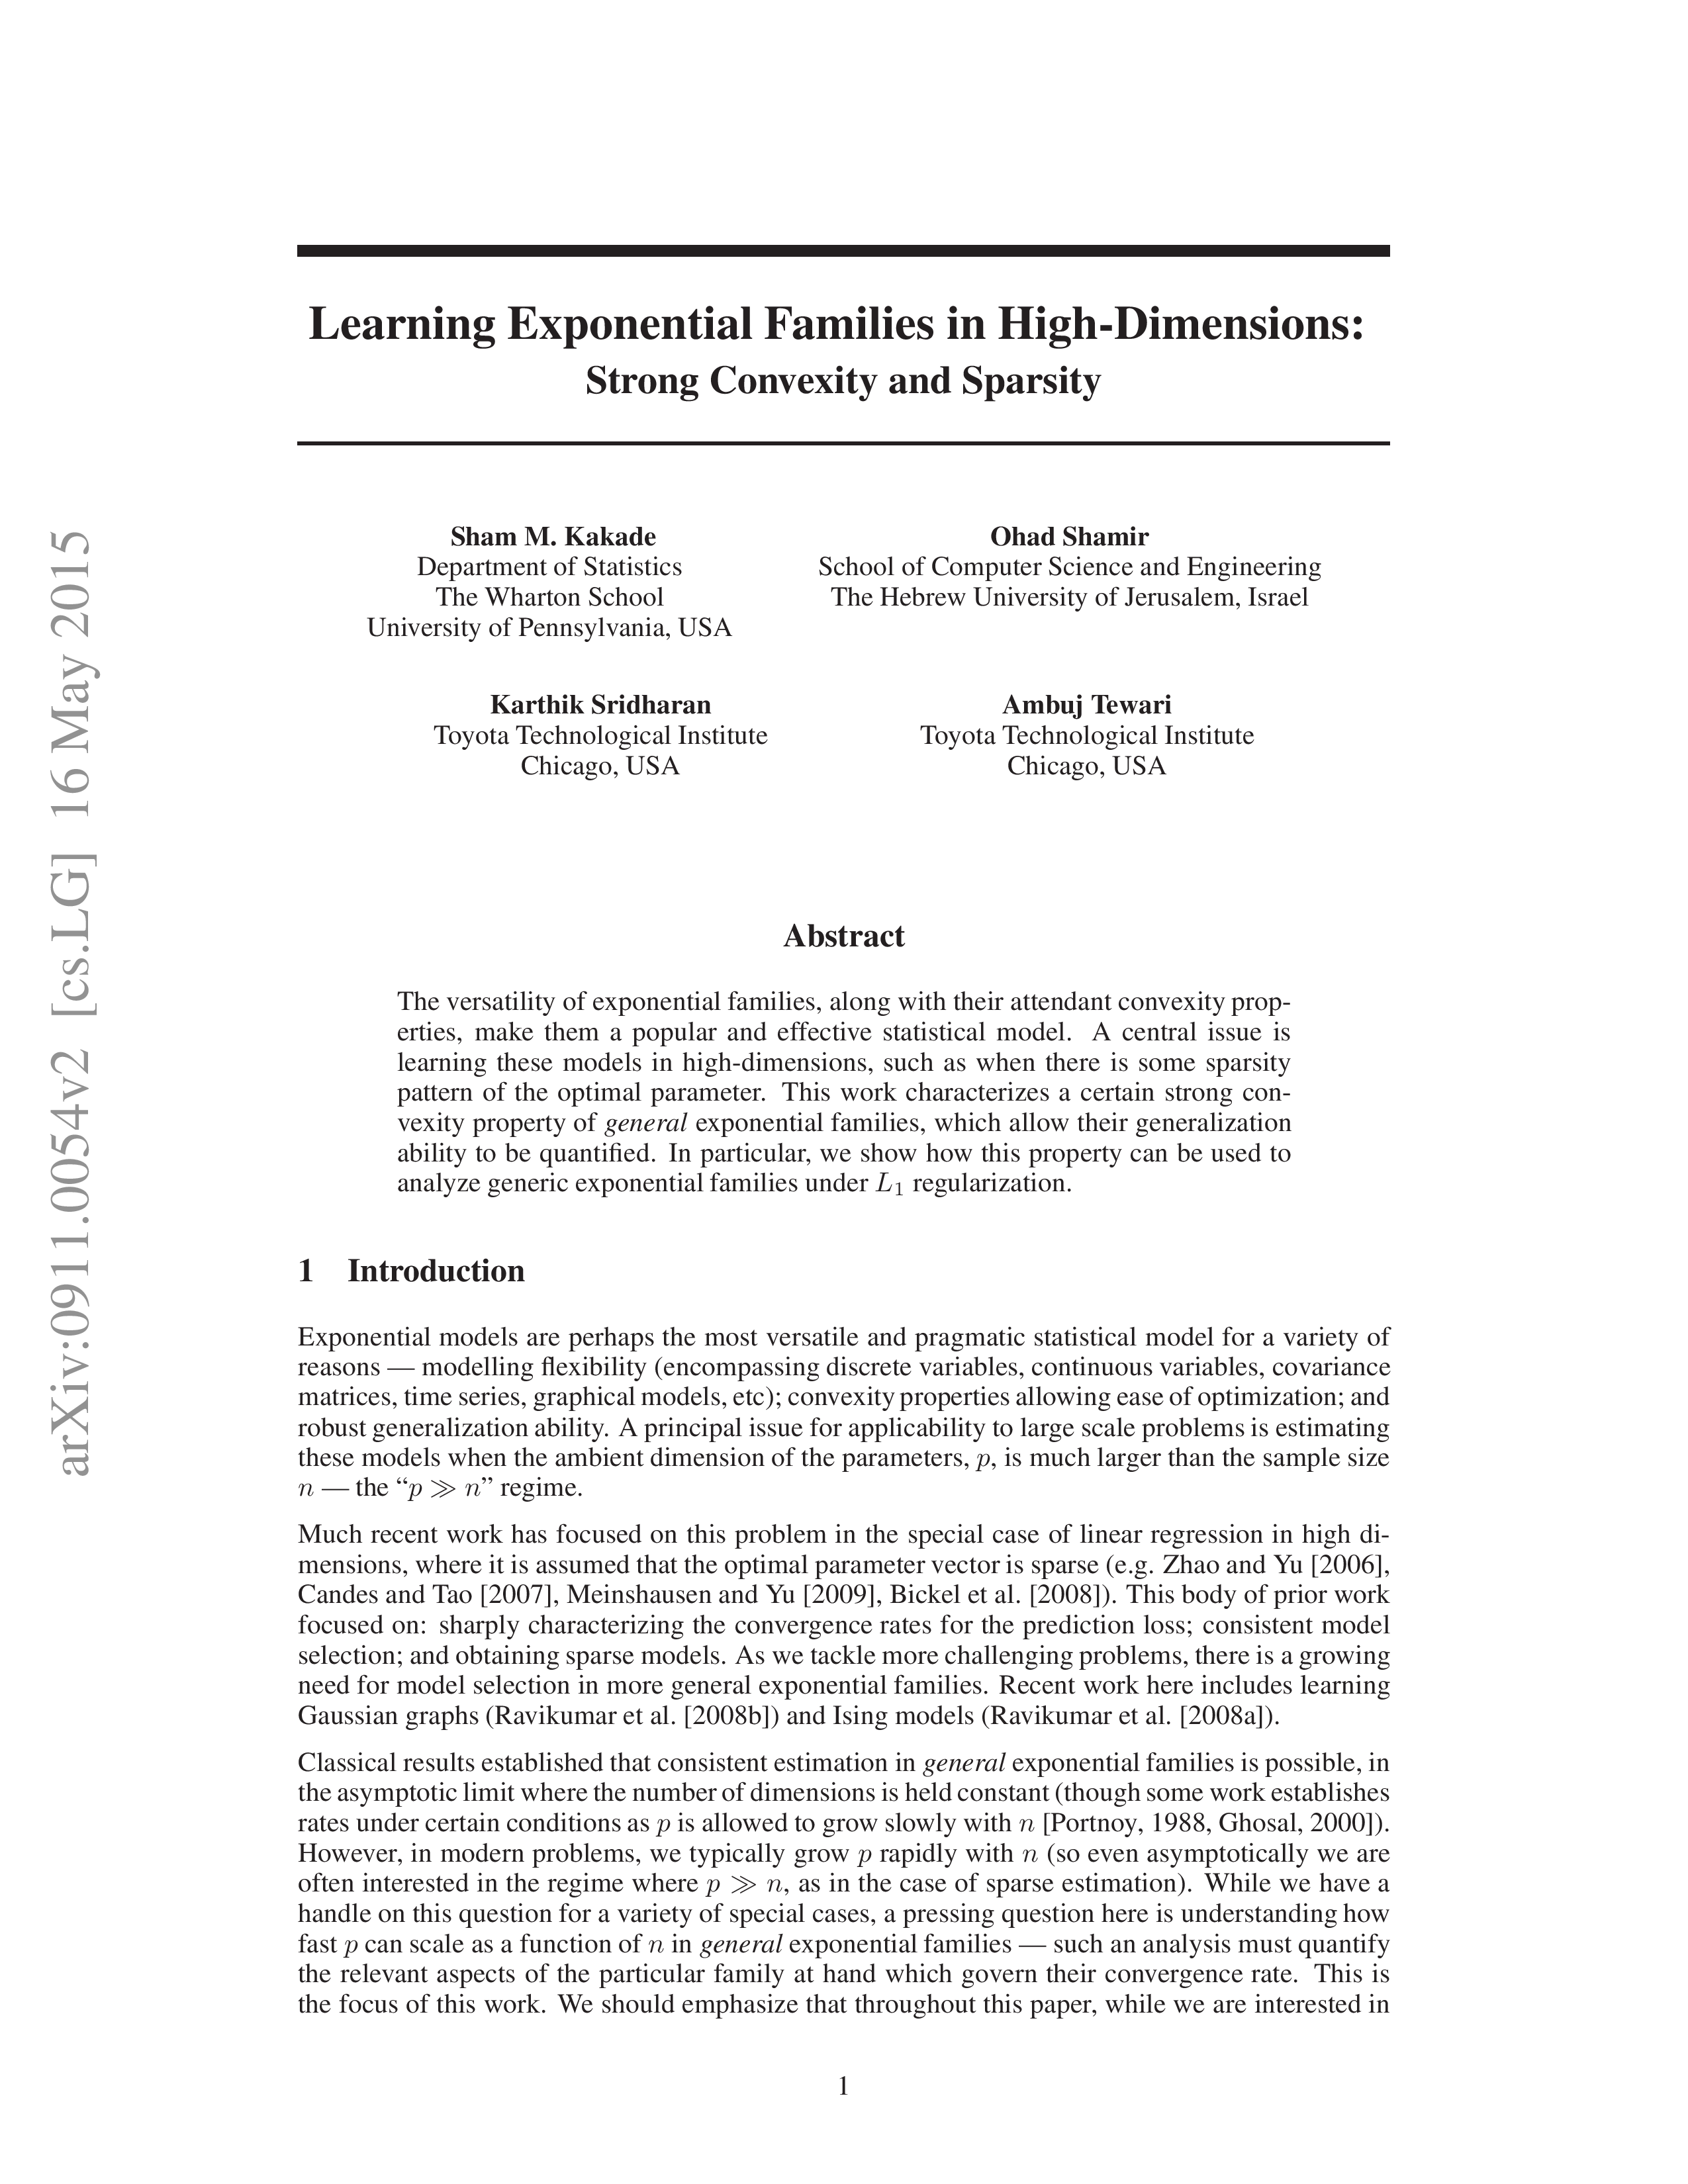 arXiv:0911.0054v2 [cs.LG] 16 May 2015
Learning Exponential Families in High-Dimensions:
Strong Convexity and Sparsity
Sham M. Kakade
Department of Statistics
The Wharton School
University of Pennsylvania, USA
Ohad Shamir
School of Computer Science and Engineering
The Hebrew University of Jerusalem, Israel
Karthik Sridharan
Toyota Technological Institute
Chicago, USA
Ambuj Tewari
Toyota Technological Institute
Chicago, USA
Abstract
The versatility of exponential families, along with their attendant convexity prop-
erties, make them a popular and effective statistical model. A central issue is
learning these models in high-dimensions, such as when there is some sparsity
pattern of the optimal parameter. This work characterizes a certain strong con-
vexity property of general exponential families, which allow their generalization
ability to be quantified. In particular, we show how this property can be used to
analyze generic exponential families under L₁ regularization.
1 Introduction
Exponential models are perhaps the most versatile and pragmatic statistical model for a variety of
reasons — modelling flexibility (encompassing discrete variables, continuous variables, covariance
matrices, time series, graphical models, etc); convexity properties allowing ease of optimization; and
robust generalization ability. A principal issue for applicability to large scale problems is estimating
these models when the ambient dimension of the parameters, p, is much larger than the sample size
n — the “p ≫ n” regime.
Much recent work has focused on this problem in the special case of linear regression in high di-
mensions, where it is assumed that the optimal parameter vector is sparse (e.g. Zhao and Yu [2006],
Candes and Tao [2007], Meinshausen and Yu [2009], Bickel et al. [2008]). This body of prior work
focused on: sharply characterizing the convergence rates for the prediction loss; consistent model
selection; and obtaining sparse models. As we tackle more challenging problems, there is a growing
need for model selection in more general exponential families. Recent work here includes learning
Gaussian graphs (Ravikumar et al. [2008b]) and Ising models (Ravikumar et al. [2008a]).
Classical results established that consistent estimation in general exponential families is possible, in
the asymptotic limit where the number of dimensions is held constant (though some work establishes
rates under certain conditions as p is allowed to grow slowly with n [Portnoy, 1988, Ghosal, 2000]).
However, in modern problems, we typically grow p rapidly with n (so even asymptotically we are
often interested in the regime where p ≫ n, as in the case of sparse estimation). While we have a
handle on this question for a variety of special cases, a pressing question here is understanding how
fast p can scale as a function of n in general exponential families — such an analysis must quantify
the relevant aspects of the particular family at hand which govern their convergence rate. This is
the focus of this work. We should emphasize that throughout this paper, while we are interested in
1